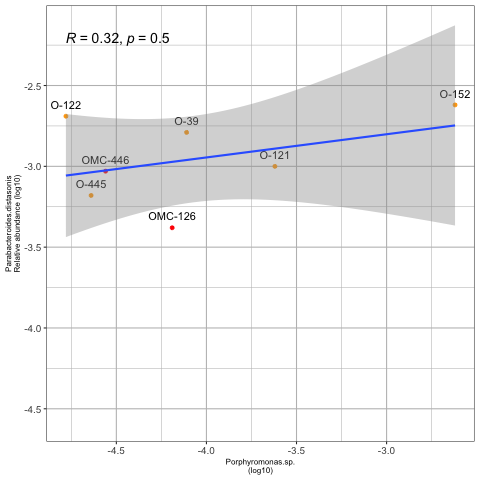 R = 0.32, p = 0.5
O-122
O-152
O-39
OMC-446
O-121
O-445
OMC-126
-2.5
-3.0
-3.5
-4.0
-4.5
-4.5
-4.0
-3.5
-3.0
Parabacteroides.distasonis
Relative abundance (log10)
Porphyromonas.sp.
(log10)